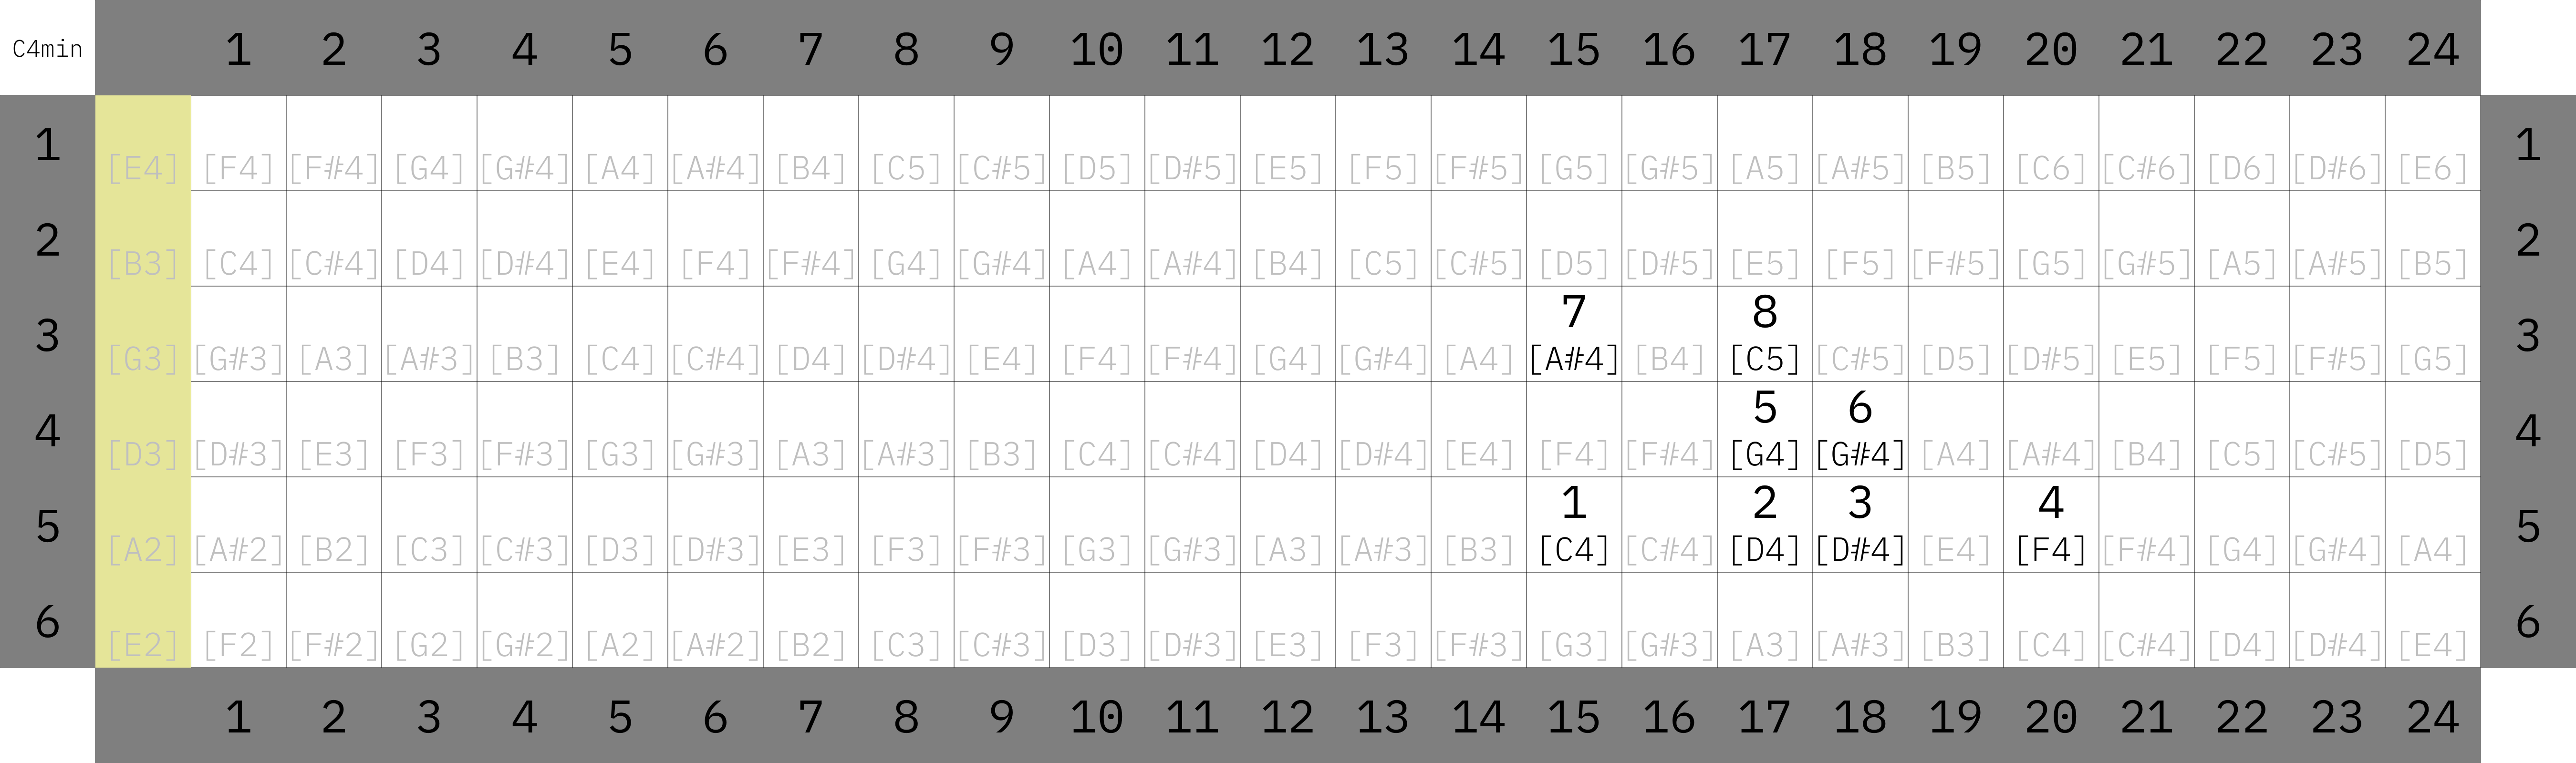 C4min 1 2 3 4 5 6 7 8 9 10 11 12 13 14 15 16 17 18 19 20 21 22 23 24
1 [E4] [F4] [F#4] [G4] [G#4] [A4] [A#4] [B4] [C5] [C#5] [D5] [D#5] [E5] [F5] [F#5] [G5] [G#5] [A5] [A#5] [B5] [C6] [C#6] [D6] [D#6] [E6] 1
2 [B3] [C4] [C#4] [D4] [D#4] [E4] [F4] [F#4] [G4] [G#4] [A4] [A#4] [B4] [C5] [C#5] [D5] [D#5] [E5] [F5] [F#5] [G5] [G#5] [A5] [A#5] [B5] 2
7 8
3 [G3] [G#3] [A3] [A#3] [B3] [C4] [C#4] [D4] [D#4] [E4] [F4] [F#4] [G4] [G#4] [A4] [A#4] [B4] [C5] [C#5] [D5] [D#5] [E5] [F5] [F#5] [G5] 3
5 6
4 [D3] [D#3] [E3] [F3] [F#3] [G3] [G#3] [A3] [A#3] [B3] [C4] [C#4] [D4] [D#4] [E4] [F4] [F#4] [G4] [G#4] [A4] [A#4] [B4] [C5] [C#5] [D5] 4
1 2 3 4
5 [A2] [A#2] [B2] [C3] [C#3] [D3] [D#3] [E3] [F3] [F#3] [G3] [G#3] [A3] [A#3] [B3] [C4] [C#4] [D4] [D#4] [E4] [F4] [F#4] [G4] [G#4] [A4] 5
6 [E2] [F2] [F#2] [G2] [G#2] [A2] [A#2] [B2] [C3] [C#3] [D3] [D#3] [E3] [F3] [F#3] [G3] [G#3] [A3] [A#3] [B3] [C4] [C#4] [D4] [D#4] [E4] 6
1 2 3 4 5 6 7 8 9 10 11 12 13 14 15 16 17 18 19 20 21 22 23 24